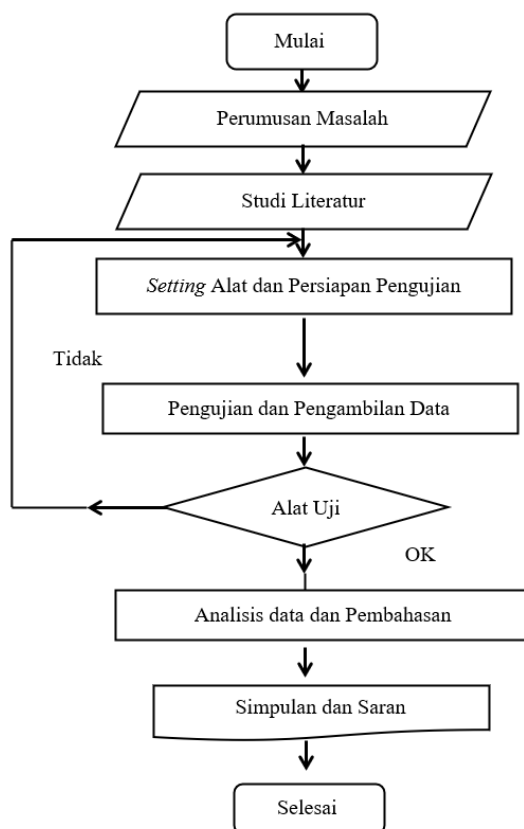 Mulai
Perumusan Masalah
Studi Literatur
Setting Alat dan Persiapan Pengujian
Tidak
Pengujian dan Pengambilan Data
Alat Uji
OK
Analisis data dan Pembahasan
Simpulan dan Saran
Selesai